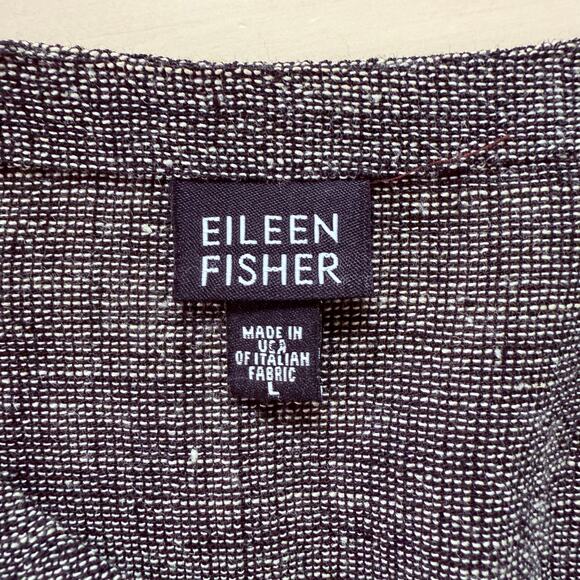 EILEEN
FISHER
MADE IN
USA
OF ITALIAN
FABRIC
L